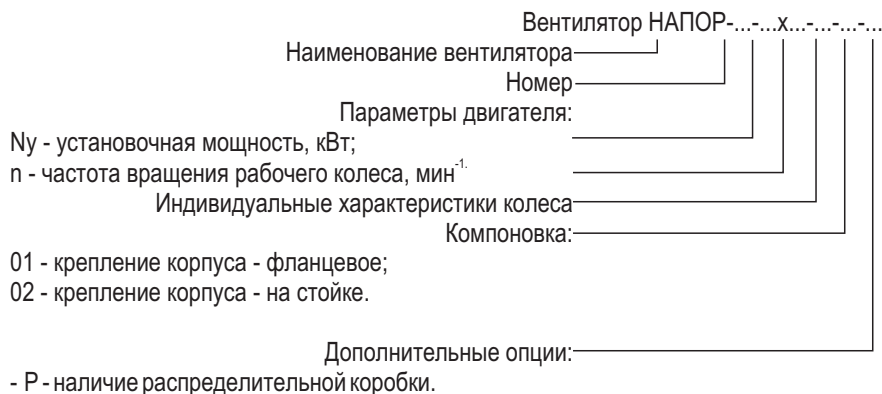 Вентилятор НАПОР-...-...х...-...-...-...
Наименование вентилятора
Номер
Параметры двигателя:
Nу - установочная мощность, кВт;
n - частота вращения рабочего колеса, мин-1.
Индивидуальные характеристики колеса
Компоновка:
01 - крепление корпуса - фланцевое;
02 - крепление корпуса - на стойке.
Дополнительные опции:
- Р - наличие распределительной коробки.